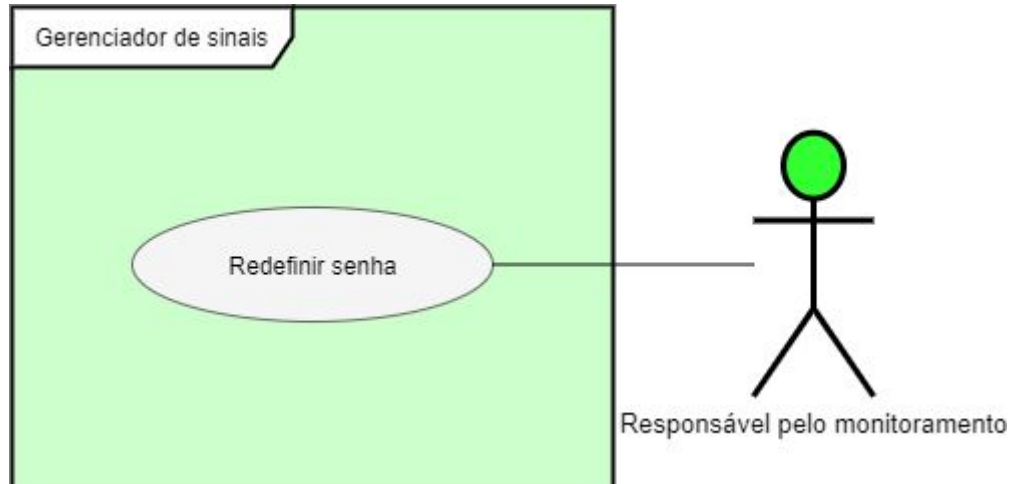 Gerenciador de sinais
Redefinir senha
Responsável pelo monitoramento